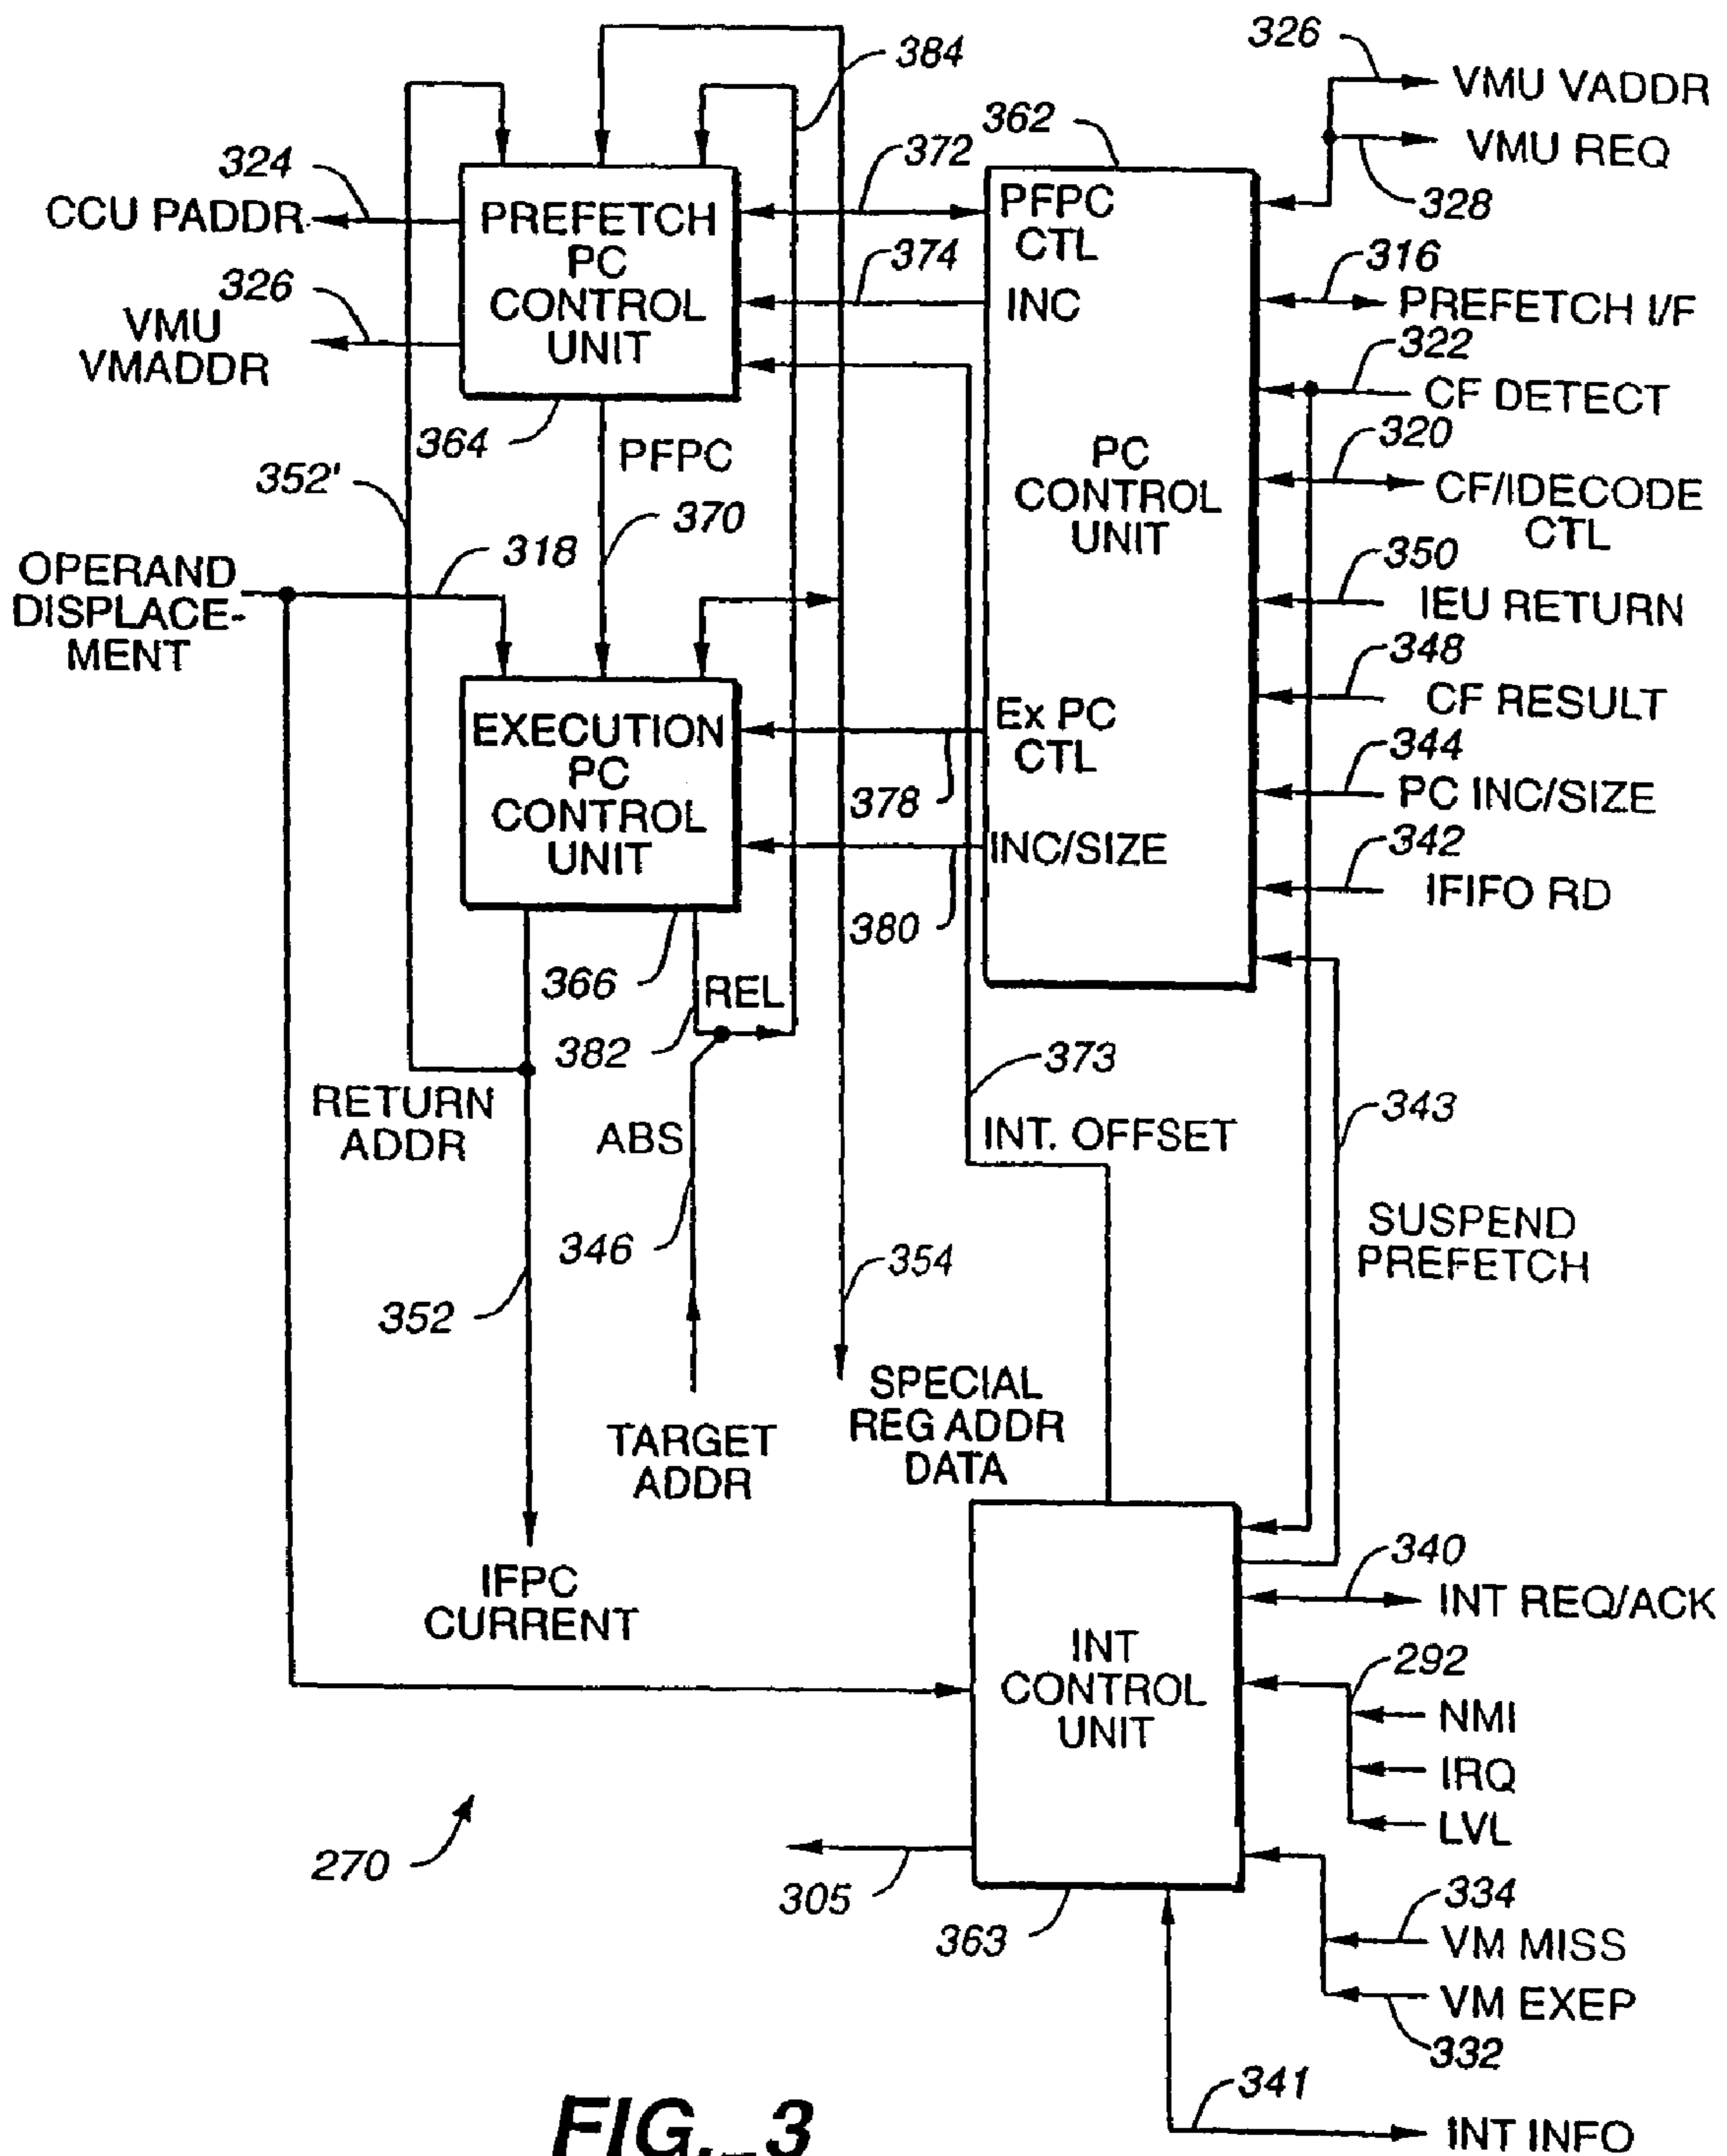 326
VMU VADDR
384
362
372
VMU REQ
324
CCU PADDR
328
PREFETCH
PC
CONTROL
UNIT
PFPC
CTL
374
316
326
INC
PREFETCH I/F
VMU
VMADDR
322
CF DETECT
364
PFPC
320
352'
PC
CONTROL
UNIT
CF/IDECODE
CTL
370
318
350
OPERAND
DISPLACE-
MENT
IEU RETURN
348
CF RESULT
EXECUTION
PC
CONTROL
UNIT
Ex PC
CTL
344
378
PC INC/SIZE
INC/SIZE
342
IFIFO RD
380
366
REL
382
373
RETURN
ADDR
343
ABS
INT. OFFSET
346
354
SUSPEND
PREFETCH
352
SPECIAL
REG ADDR
DATA
TARGET
ADDR
340
IFPC
CURRENT
INT REQ/ACK
INT
CONTROL
UNIT
292
NMI
IRQ
LVL
270
305
363
334
VM MISS
VM EXEP
332
341
INT INFO
FIG._3